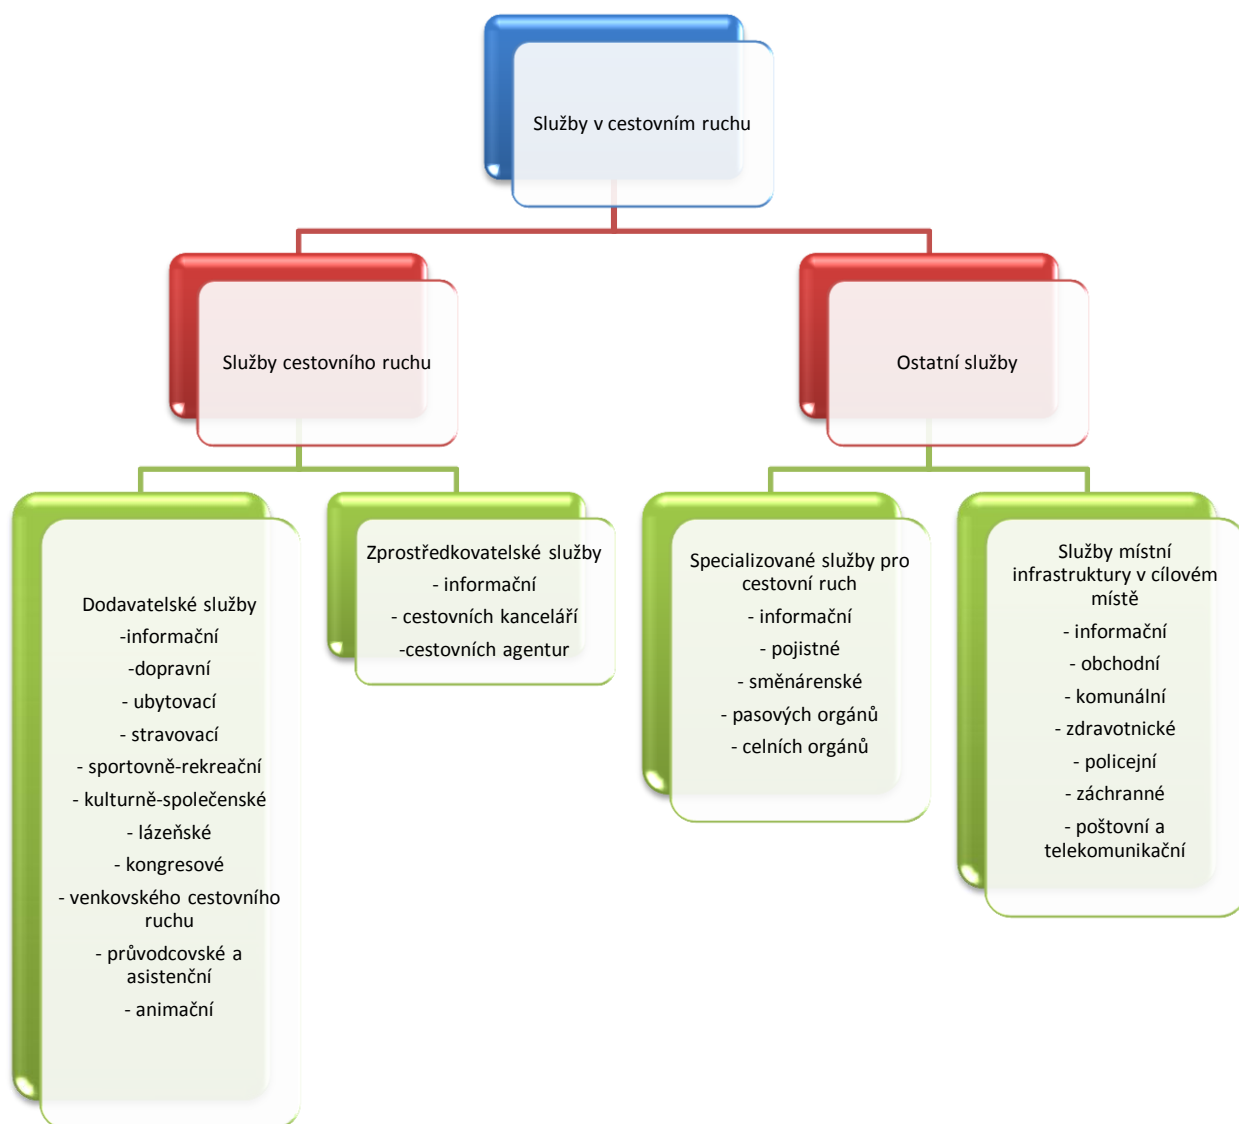 Služby v cestovním ruchu
Služby cestovního ruchu
Ostatní služby
Dodavatelské služby
-informační
-dopravní
- ubytovací
- stravovací
- sportovně-rekreační
- kulturně-společenské
- lázeňské
- kongresové
- venkovského cestovního
ruchu
- průvodcovské a
asistenční
- animační
Zprostředkovatelské služby
- informační
- cestovních kanceláří
-cestovních agentur
Specializované služby pro
cestovní ruch
- informační
- pojistné
- směnárenské
- pasových orgánů
- celních orgánů
Služby místní
infrastruktury v cílovém
místě
- informační
- obchodní
- komunální
- zdravotnické
- policejní
- záchranné
- poštovní a
telekomunikační